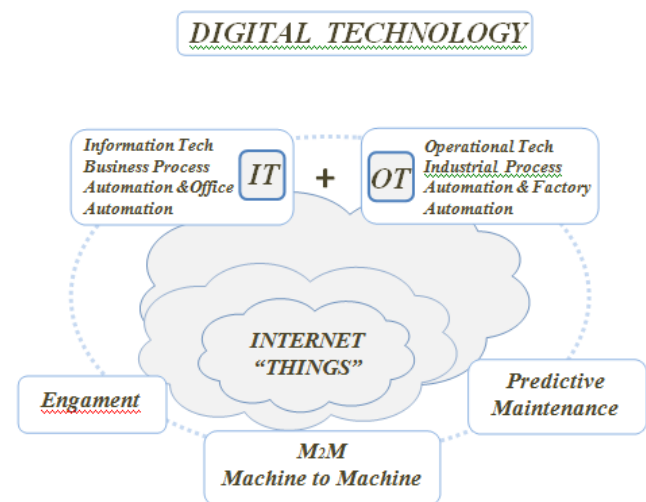 DIGITAL TECHNOLOGY
Information Tech
Business Process
Automation &Office
Automation
IT
+
OT
Operational Tech
Industrial Process
Automation & Factory
Automation
INTERNET
“THINGS”
Engament
Predictive
Maintenance
M2M
Machine to Machine